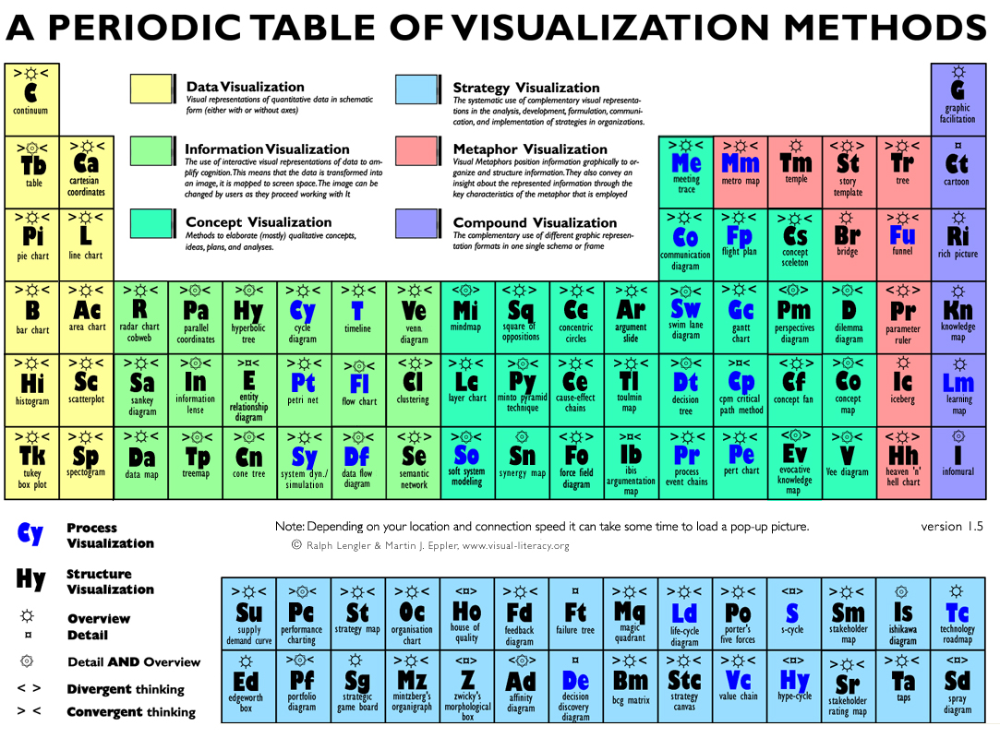 A PERIODIC TABLE OF VISUALIZATION METHODS
> ☼ <
C
continuum
Data Visualization
Visual representations of quantitative data in schematic
form (either with or without axes)
Strategy Visualization
The systematic use of complementary visual representa-
tions in the analysis, development, formulation, communi-
cation, and implementation of strategies in organizations.
G
graphic
facilitation
Tb
table
Ca
cartesian
coordinates
Information Visualization
The use of interactive visual representations of data to am-
plify cognition. This means that the data is transformed into
an image, it is mapped to screen space. The image can be
changed by users as they proceed working with It
Metaphor Visualization
Visual Metaphors position information graphically to or-
ganize and structure information. They also convey an
insight about the represented information through the
key characteristics of the metaphor that is employed
Me
meeting
trace
Mm
metro map
Tm
temple
St
story
template
Tr
tree
Ct
cartoon
Pi
pie chart
L
line chart
Concept Visualization
Methods to elaborate (mostly) qualitative concepts,
ideas, plans, and analyses.
Compound Visualization
The complementary use of different graphic represen-
tation formats in one single schema or frame
Co
communication
diagram
Fp
flight plan
Cs
concept
sceleton
Br
bridge
Fu
funnel
Ri
rich picture
B
bar chart
Ac
area chart
R
radar chart
cobweb
Pa
parallel
coordinates
Hy
hyperbolic
tree
Cy
cycle
diagram
T
timeline
Ve
venn.
diagram
Mi
mindmap
Sq
square of
oppositions
Cc
concentric
circles
Ar
argument
slide
Sw
swim lane
diagram
Gc
gantt
chart
Pm
perspectives
diagram
D
dilemma
diagram
Pr
parameter
ruler
Kn
knowledge
map
Hi
histogram
Sc
scatterplot
Sa
sankey
diagram
In
information
lense
E
entity
relationship
diagram
Pt
petri net
Fl
flow chart
Cl
clustering
Lc
layer chart
Py
minto pyramid
technique
Ce
cause-effect
chains
Tl
toulmin
map
Dt
decision
tree
Cp
cpm critical
path method
Cf
concept fan
Co
concept
map
Ic
iceberg
Lm
learning
map
Tk
tukey
box plot
Sp
spectogram
Da
data map
Tp
treemap
Cn
cone tree
Sy
system dyn./
simulation
Df
data flow
diagram
Se
semantic
network
So
soft system
modeling
Sn
synergy map
Fo
force field
diagram
Ib
ibis
argumentation
map
Pr
process
event chains
Pe
pert chart
Ev
evocative
knowledge
map
V
Vee diagram
Hh
heaven 'n'
hell chart
I
infomural
Cy
Process
Visualization
Note: Depending on your location and connection speed it can take some time to load a pop-up picture.
version 1.5
© Ralph Lengler & Martin J. Eppler, www.visual-literacy.org
Hy
Structure
Visualization
☼ Overview
¤ Detail
Detail AND Overview
< > Divergent thinking
> < Convergent thinking
Su
supply
demand curve
Pc
performance
charting
St
strategy map
Oc
organisation
chart
Ho
house of
quality
Fd
feedback
diagram
Ft
failure tree
Mq
magic
quadrant
Ld
life-cycle
diagram
Po
porter's
five forces
S
s-cycle
Sm
stakeholder
map
Is
ishikawa
diagram
Tc
technology
roadmap
Ed
edgeworth
box
Pf
portfolio
diagram
Sg
strategic
game board
Mz
mintzberg's
organigraph
Z
zwicky's
morphological
box
Ad
affinity
diagram
De
decision
discovery
diagram
Bm
bcg matrix
Stc
strategy
canvas
Vc
value chain
Hy
hype-cycle
Sr
stakeholder
rating map
Ta
taps
Sd
spray
diagram